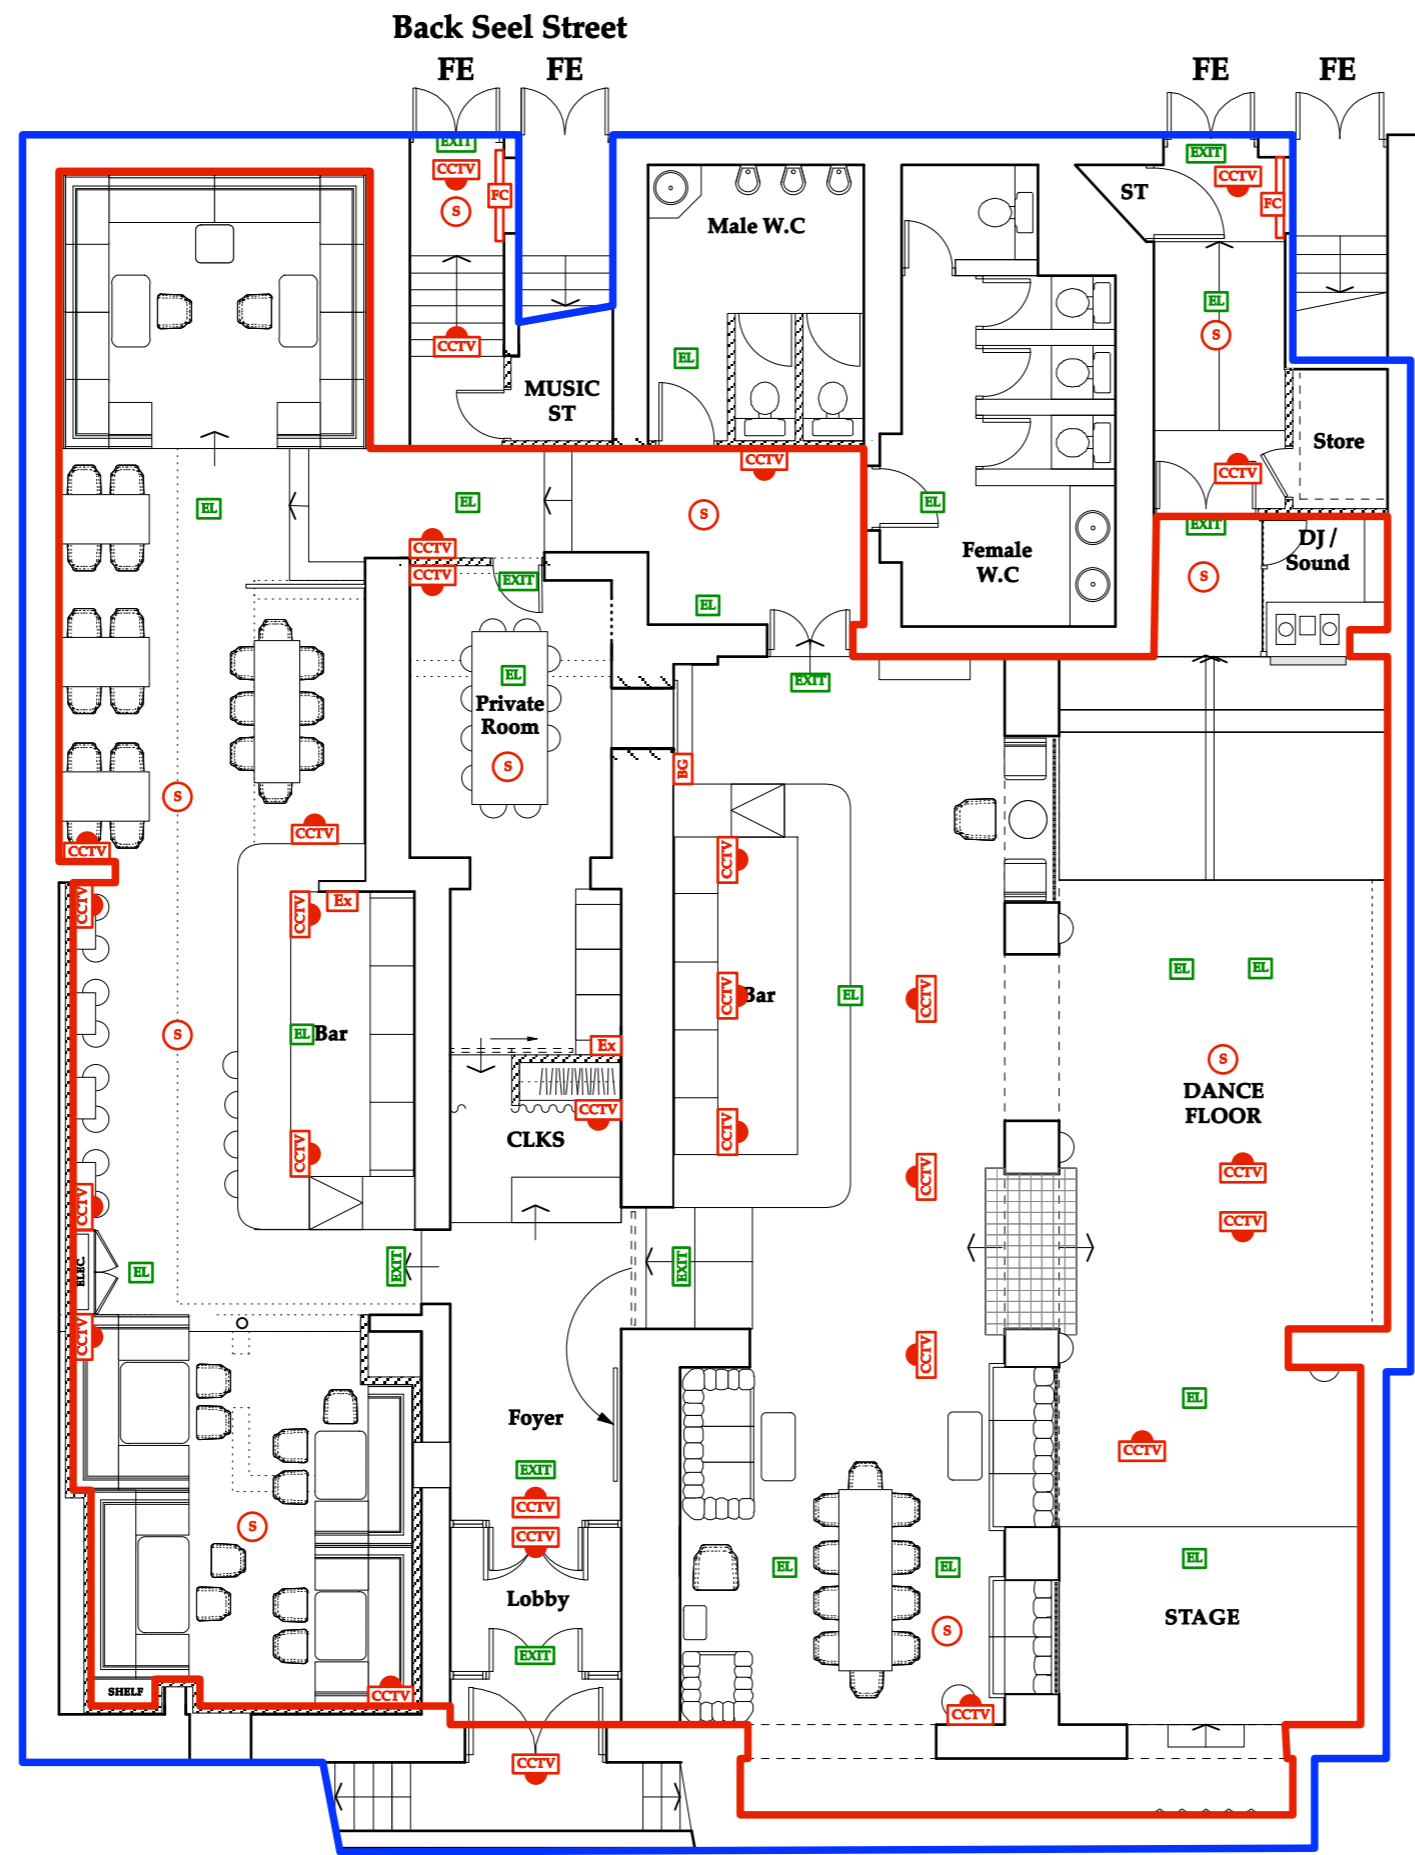 Back Seel Street
FE
FE
FE
FE
EXIT
CCTV
FC
S
EXIT
CCTV
FC
ST
Male W.C
EL
S
CCTV
EL
MUSIC
ST
Store
CCTV
CCTV
EL
EL
S
EL
EXIT
DJ /
Sound
CCTV
CCTV
EXIT
Female
W.C
S
EL
EXIT
EL
Private
Room
S
BG
S
CCTV
CCTV
CCTV
CCTV
CCTV
Ex
EL
EL
CCTV
Bar
EL
CCTV
S
EL
Bar
Ex
S
DANCE
FLOOR
CCTV
CLKS
CCTV
CCTV
CCTV
CCTV
CCTV
CCTV
ELEC.
EL
EXIT
EXIT
CCTV
CCTV
EL
Foyer
CCTV
EXIT
CCTV
S
CCTV
EL
EL
EL
Lobby
STAGE
S
EXIT
SHELF
CCTV
CCTV
CCTV